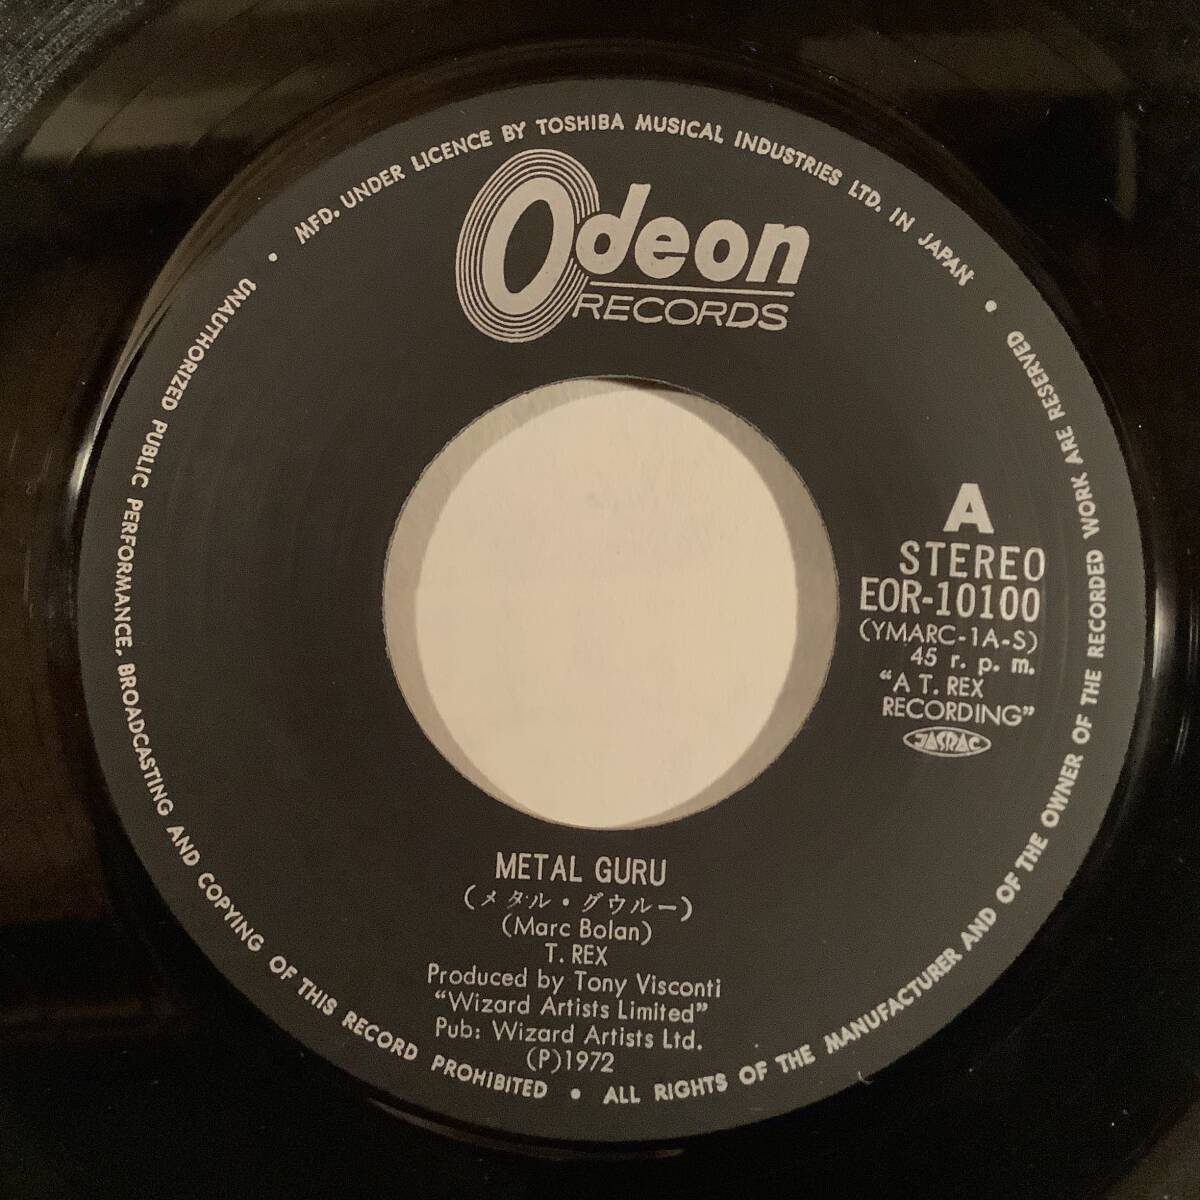 MFD. UNDER LICENCE BY TOSHIBA MUSICAL INDUSTRIES LTD. IN JAPAN •
Odeon
RECORDS
A
STEREO
EOR-10100
(YMARC-1A-S)
45 r. p. m.
“A T. REX
RECORDING”
JASRAC
METAL GURU
(メタル・グウルー)
(Marc Bolan)
T. REX
Produced by Tony Visconti
“Wizard Artists Limited”
Pub: Wizard Artists Ltd.
(P)1972
ALL RIGHTS OF THE MANUFACTURER AND OF THE OWNER OF THE RECORDED WORK ARE RESERVED •
UNAUTHORIZED PUBLIC PERFORMANCE, BROADCASTING AND COPYING OF THIS RECORD PROHIBITED •